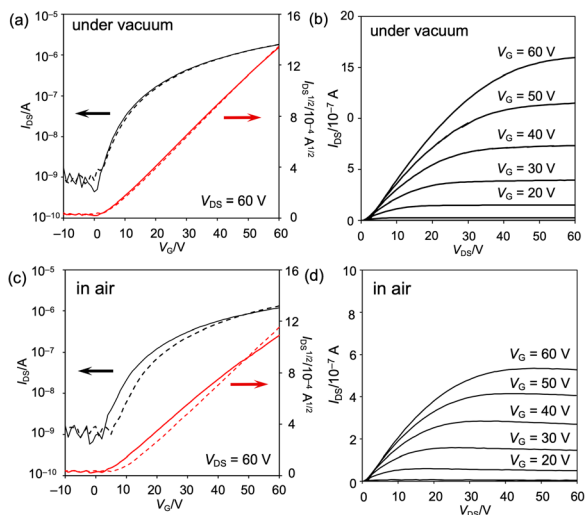 (a)
under vacuum
10⁻⁵
10⁻⁶
10⁻⁷
10⁻⁸
10⁻⁹
10⁻¹⁰
I_DS/A
16
12
8
4
0
I_DS^1/2/10⁻⁴ A^1/2
V_DS = 60 V
−10 0 10 20 30 40 50 60
V_G/V
(b)
under vacuum
20
15
10
5
0
I_DS/10⁻⁷ A
V_G = 60 V
V_G = 50 V
V_G = 40 V
V_G = 30 V
V_G = 20 V
0 10 20 30 40 50 60
V_DS/V
(c)
in air
10⁻⁵
10⁻⁶
10⁻⁷
10⁻⁸
10⁻⁹
10⁻¹⁰
I_DS/A
16
12
8
4
0
I_DS^1/2/10⁻⁴ A^1/2
V_DS = 60 V
−10 0 10 20 30 40 50 60
V_G/V
(d)
in air
10
8
6
4
2
0
I_DS/10⁻⁷ A
V_G = 60 V
V_G = 50 V
V_G = 40 V
V_G = 30 V
V_G = 20 V
0 10 20 30 40 50 60
V_DS/V